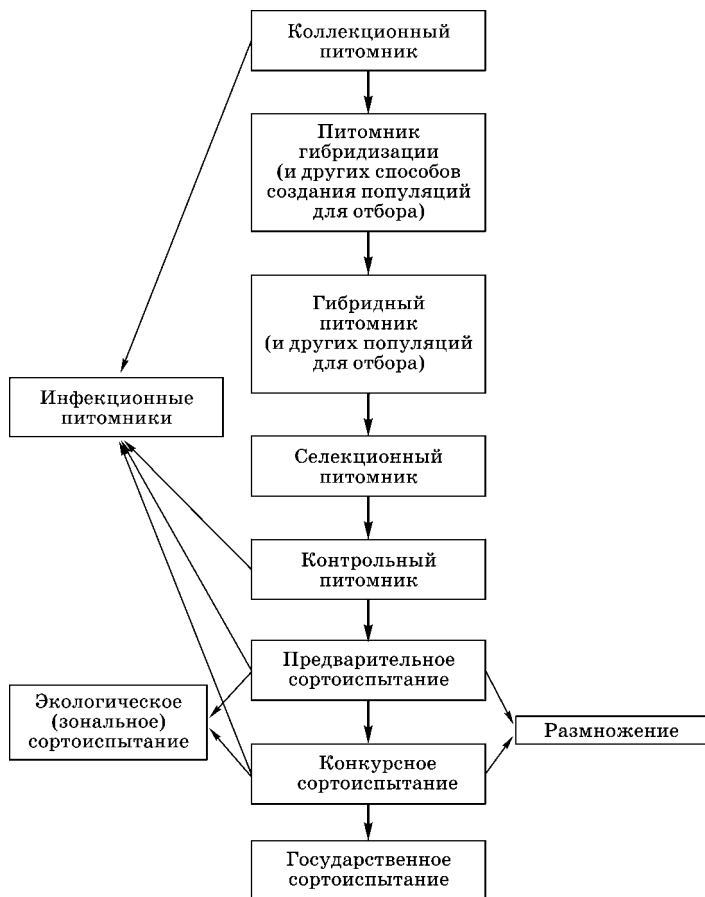 Коллекционный
питомник
Питомник
гибридизации
(и других способов
создания популяций
для отбора)
Гибридный
питомник
(и других популяций
для отбора)
Инфекционные
питомники
Селекционный
питомник
Контрольный
питомник
Предварительное
сортоиспытание
Экологическое
(зональное)
сортоиспытание
Размножение
Конкурсное
сортоиспытание
Государственное
сортоиспытание